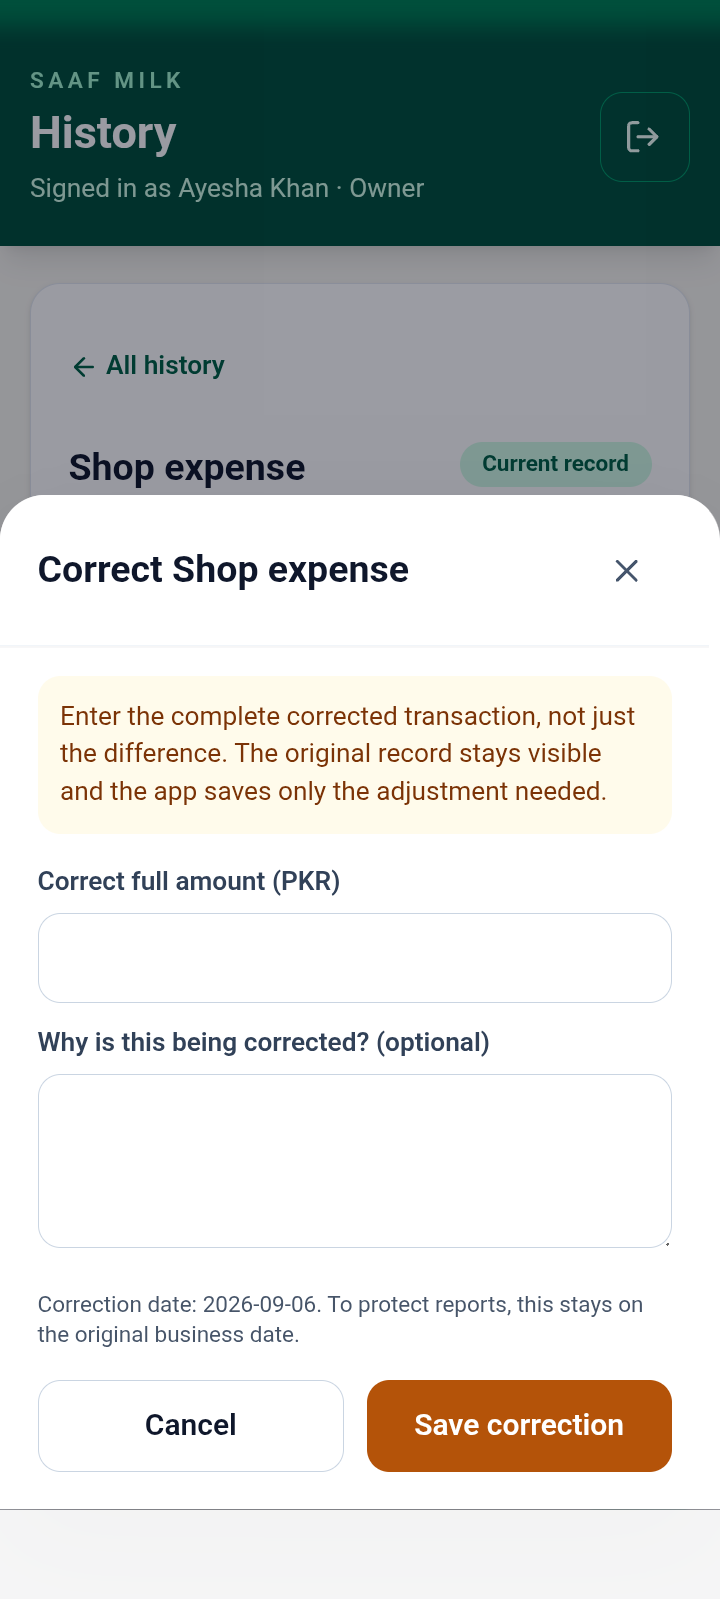 SAAF MILK
History
Signed in as Ayesha Khan · Owner
All history
Shop expense
Current record
Correct Shop expense
Enter the complete corrected transaction, not just
the difference. The original record stays visible
and the app saves only the adjustment needed.
Correct full amount (PKR)
Why is this being corrected? (optional)
Correction date: 2026-09-06. To protect reports, this stays on
the original business date.
Cancel
Save correction